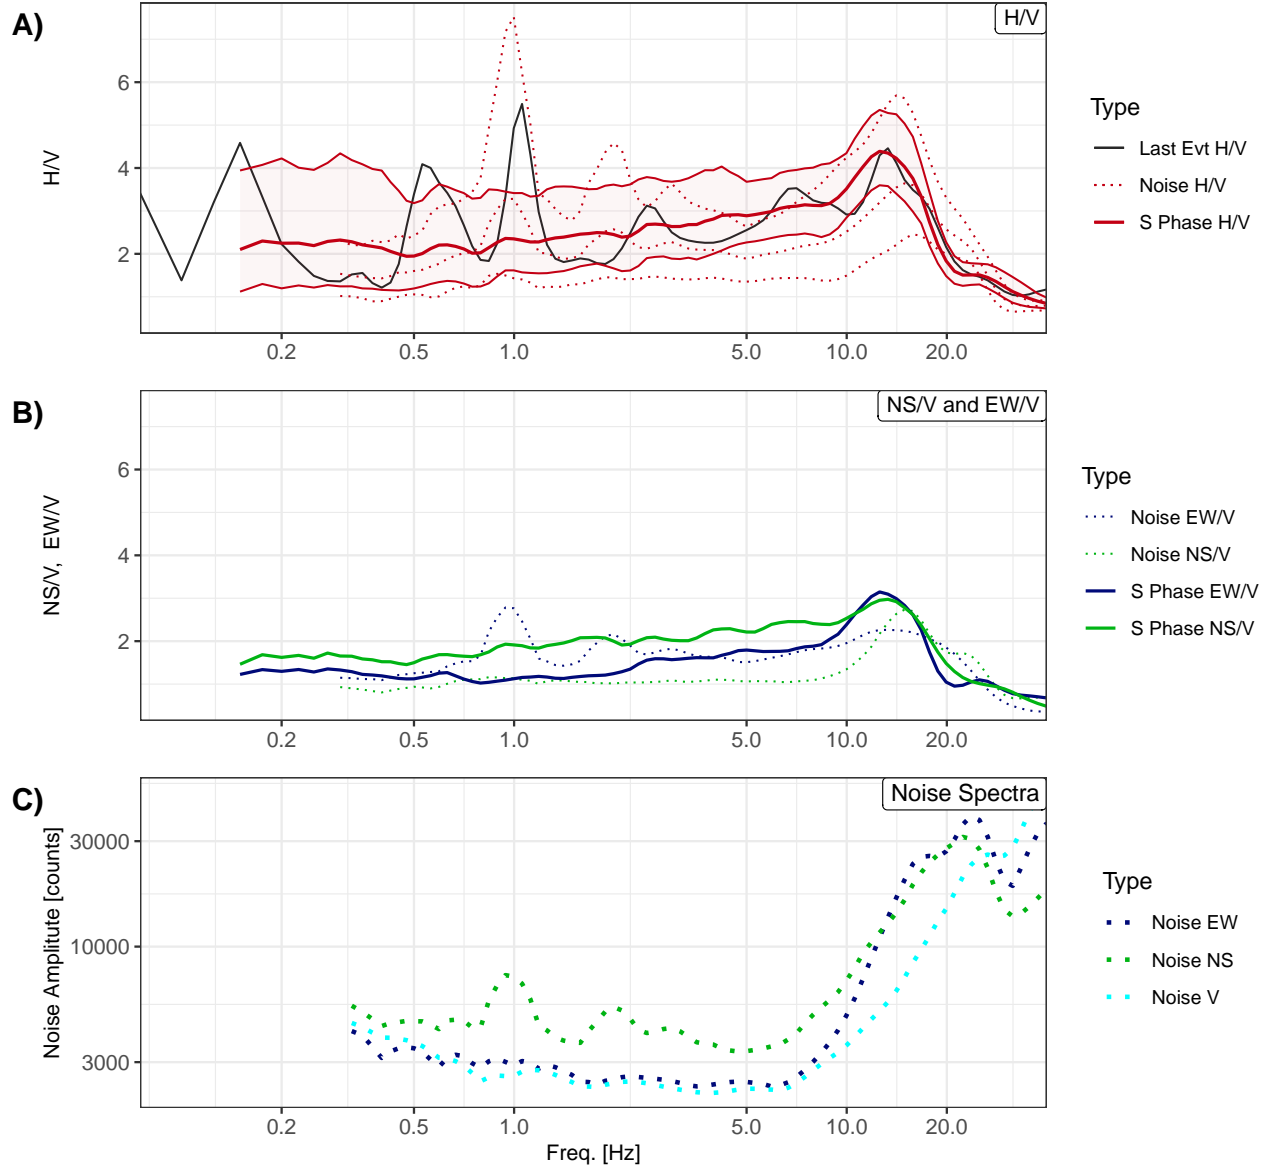 A)
H/V
H/V
6
4
2
0.2 0.5 1.0 5.0 10.0 20.0
Type
Last Evt H/V
Noise H/V
S Phase H/V
B)
NS/V and EW/V
NS/V, EW/V
6
4
2
0.2 0.5 1.0 5.0 10.0 20.0
Type
Noise EW/V
Noise NS/V
S Phase EW/V
S Phase NS/V
C)
Noise Spectra
Noise Amplitude [counts]
30000
10000
3000
0.2 0.5 1.0 5.0 10.0 20.0
Freq. [Hz]
Type
Noise EW
Noise NS
Noise V